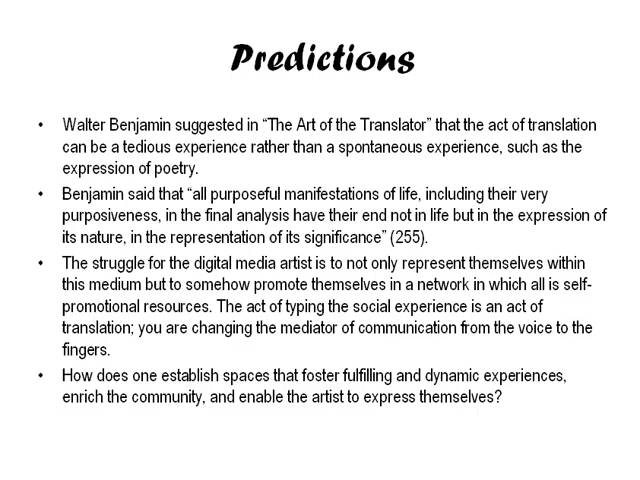 Predictions
• Walter Benjamin suggested in “The Art of the Translator” that the act of translation
can be a tedious experience rather than a spontaneous experience, such as the
expression of poetry.
• Benjamin said that “all purposeful manifestations of life, including their very
purposiveness, in the final analysis have their end not in life but in the expression of
its nature, in the representation of its significance” (255).
• The struggle for the digital media artist is to not only represent themselves within
this medium but to somehow promote themselves in a network in which all is self-
promotional resources. The act of typing the social experience is an act of
translation; you are changing the mediator of communication from the voice to the
fingers.
• How does one establish spaces that foster fulfilling and dynamic experiences,
enrich the community, and enable the artist to express themselves?